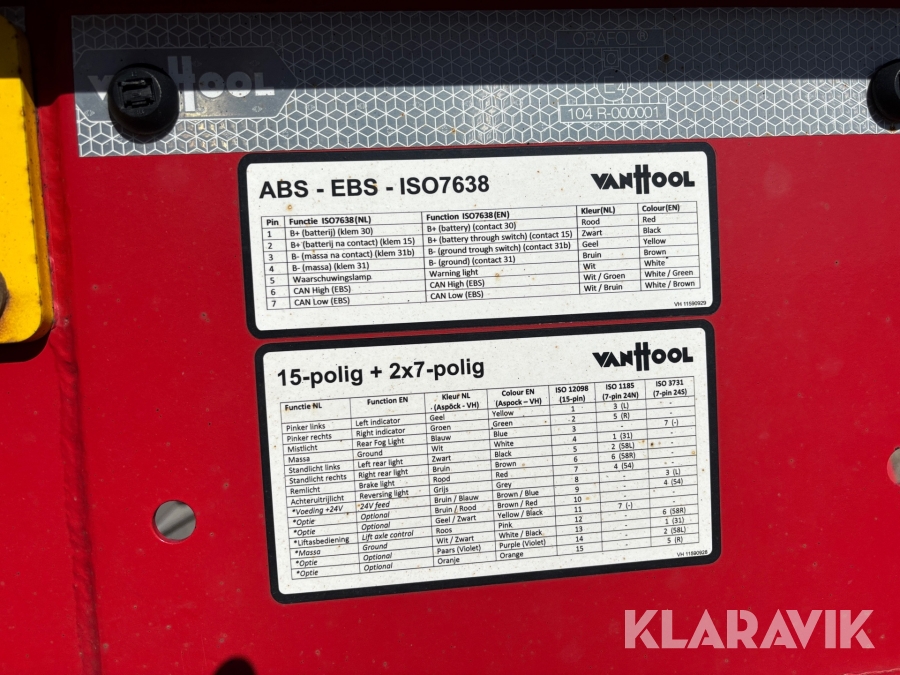 VANHOOL
ORAFOL®
E4
104 R-000001
ABS - EBS - ISO7638 VANHOOL
Pin Functie ISO7638(NL) Function ISO7638(EN) Kleur(NL) Colour(EN)
1 B+ (batterij) (klem 30) B+ (battery) (contact 30) Rood Red
2 B+ (batterij na contact) (klem 15) B+ (battery through switch) (contact 15) Zwart Black
3 B- (massa na contact) (klem 31b) B- (ground trough switch) (contact 31b) Geel Yellow
4 B- (massa) (klem 31) B- (ground) (contact 31) Bruin Brown
5 Waarschuwingslamp. Warning light Wit White
6 CAN High (EBS) CAN High (EBS) Wit / Groen White / Green
7 CAN Low (EBS) CAN Low (EBS) Wit / Bruin White / Brown
VH 11590929
15-polig + 2x7-polig VANHOOL
Functie NL Function EN Kleur NL (Aspöck - VH) Colour EN (Aspock – VH) ISO 12098 (15-pin) ISO 1185 (7-pin 24N) ISO 3731 (7-pin 24S)
Pinker links Left indicator Geel Yellow 1 3 (L) -
Pinker rechts Right indicator Groen Green 2 5 (R) -
Mistlicht Rear Fog Light Blauw Blue 3 - 7 (-)
Massa Ground Wit White 4 1 (31) -
Standlicht links Left rear light Zwart Black 5 2 (58L) -
Standlicht rechts Right rear light Bruin Brown 6 6 (58R) -
Remlicht Brake light Rood Red 7 4 (54) -
Achteruitrijlicht Reversing light Grijs Grey 8 - 3 (L)
*Voeding +24V 24V feed Bruin / Blauw Brown / Blue 9 - 4 (54)
*Optie Optional Bruin / Rood Brown / Red 10 - -
*Optie Optional Geel / Zwart Yellow / Black 11 7 (-) -
*Liftasbediening Lift axle control Roos Pink 12 - 6 (58R)
*Massa Ground Wit / Zwart White / Black 13 - 1 (31)
*Optie Optional Paars (Violet) Purple (Violet) 14 - 2 (58L)
*Optie Optional Oranje Orange 15 - 5 (R)
VH 11590928
KLARAVIK